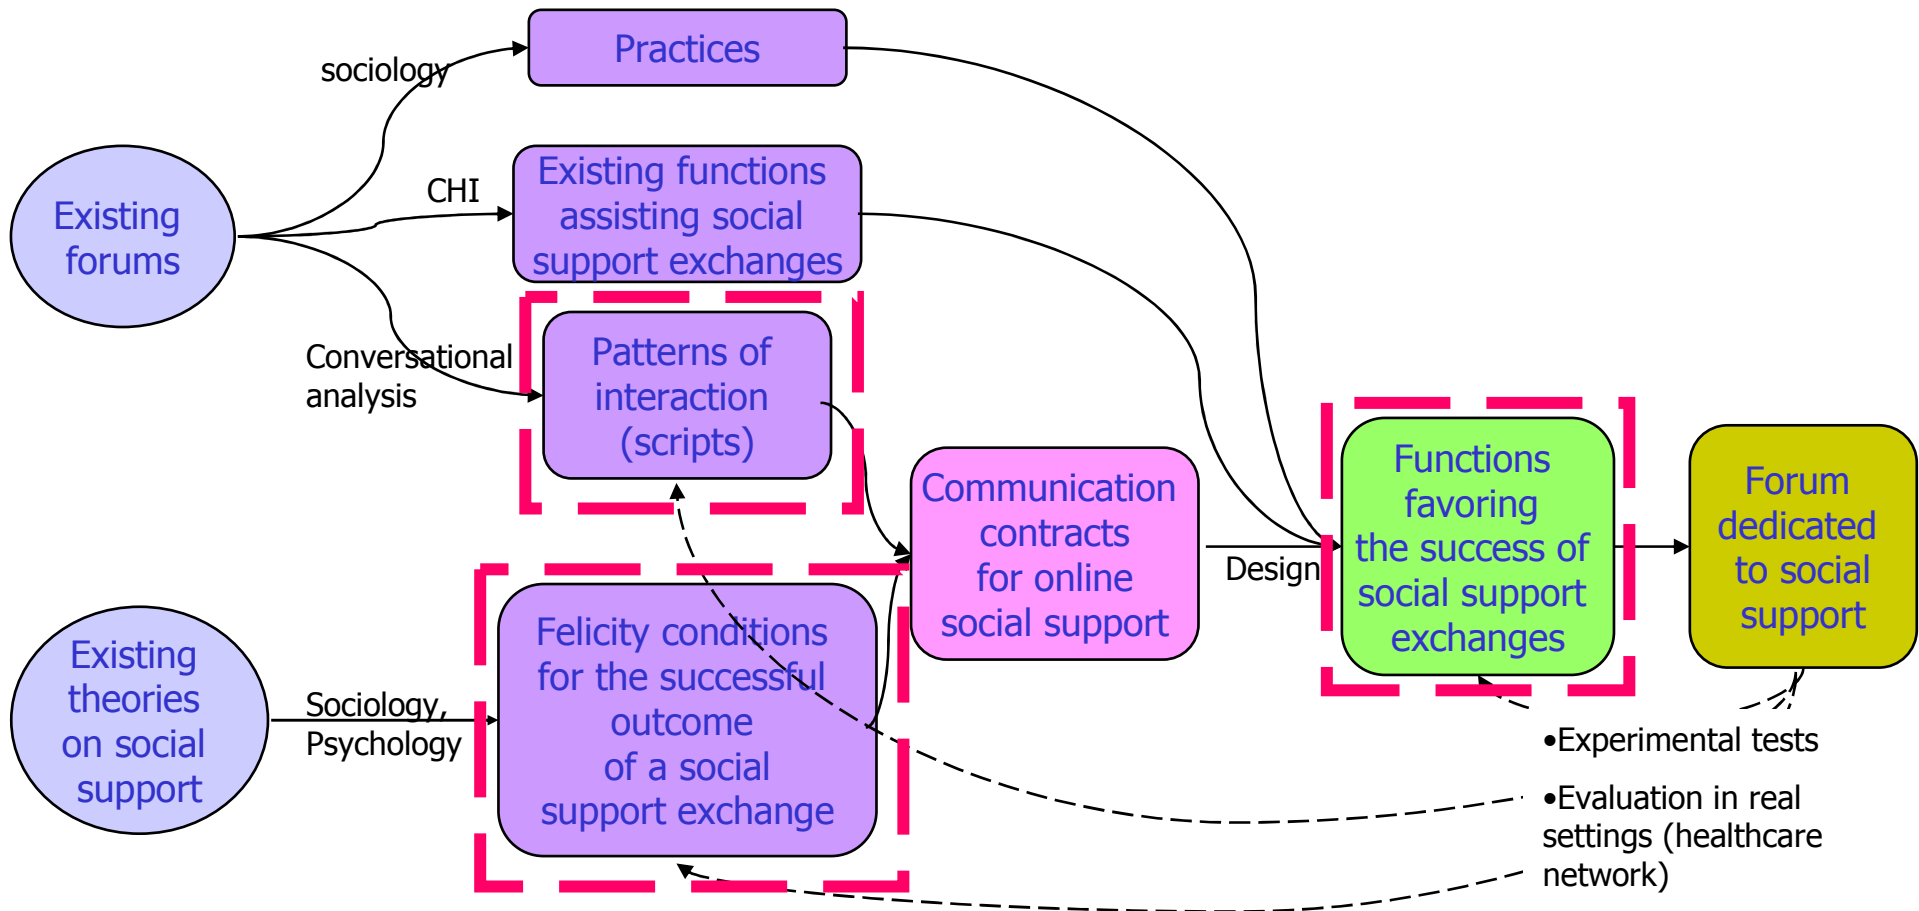 Practices
sociology
Existing functions
assisting social
support exchanges
CHI
Existing
forums
Conversational
analysis
Patterns of
interaction
(scripts)
Communication
contracts
for online
social support
Design
Functions
favoring
the success of
social support
exchanges
Forum
dedicated
to social
support
Existing
theories
on social
support
Sociology,
Psychology
Felicity conditions
for the successful
outcome
of a social
support exchange
•Experimental tests
•Evaluation in real
settings (healthcare
network)